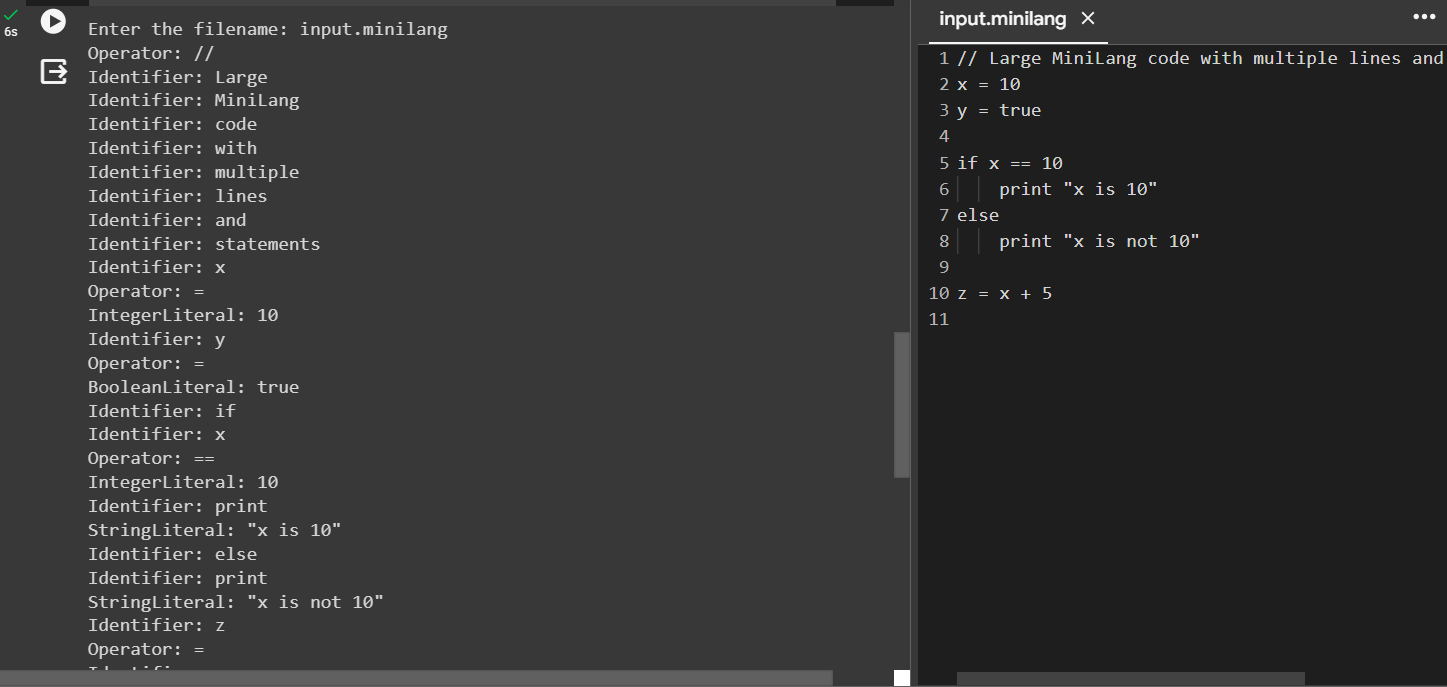 6s
Enter the filename: input.minilang
Operator: //
Identifier: Large
Identifier: MiniLang
Identifier: code
Identifier: with
Identifier: multiple
Identifier: lines
Identifier: and
Identifier: statements
Identifier: x
Operator: =
IntegerLiteral: 10
Identifier: y
Operator: =
BooleanLiteral: true
Identifier: if
Identifier: x
Operator: ==
IntegerLiteral: 10
Identifier: print
StringLiteral: "x is 10"
Identifier: else
Identifier: print
StringLiteral: "x is not 10"
Identifier: z
Operator: =
input.minilang
1 // Large MiniLang code with multiple lines and
2 x = 10
3 y = true
4
5 if x == 10
6     print "x is 10"
7 else
8     print "x is not 10"
9
10 z = x + 5
11